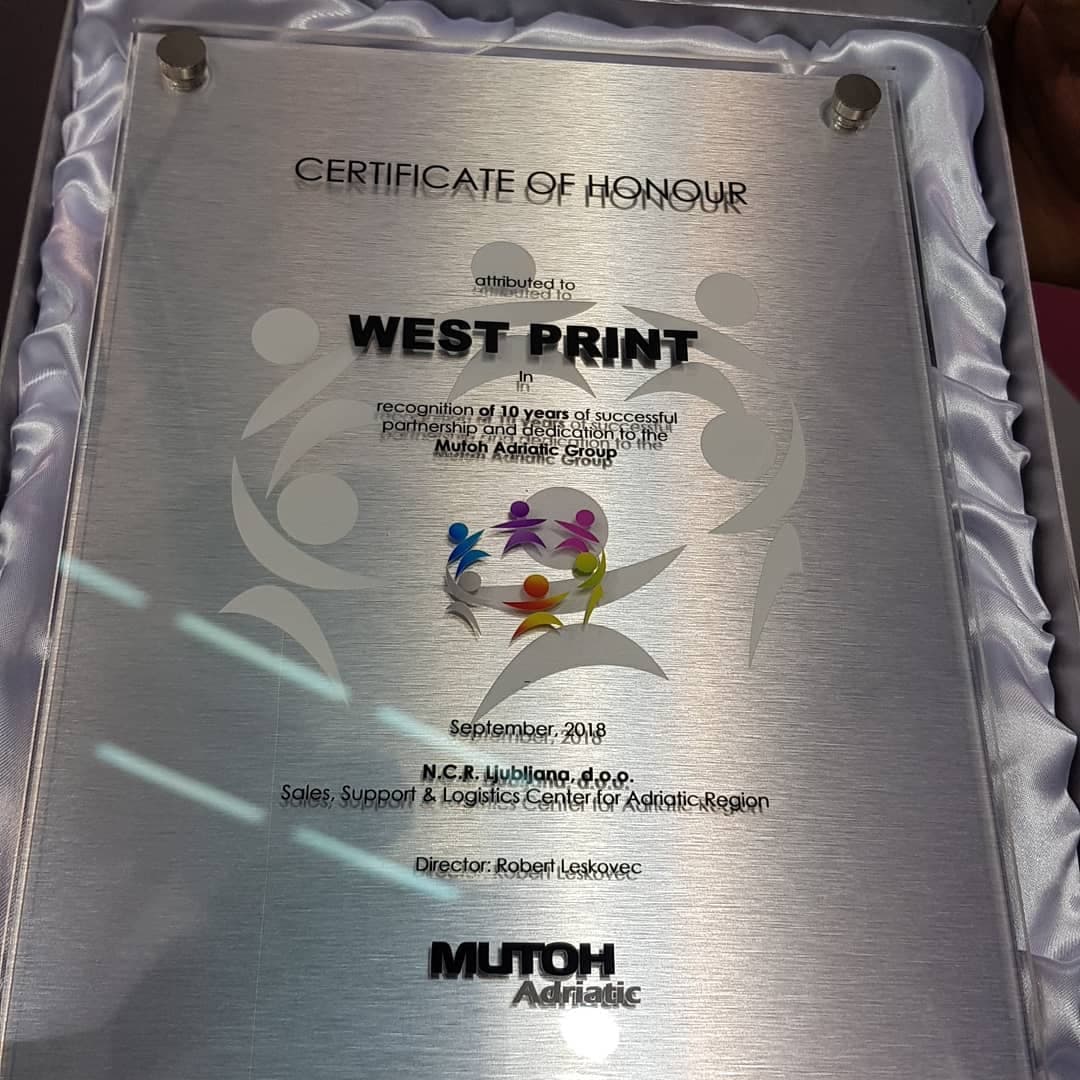 CERTIFICATE OF HONOUR
attributed to
WEST PRINT
In
recognition of 10 years of successful
partnership and dedication to the
Mutoh Adriatic Group
September, 2018
N.C.R. Ljubljana, d.o.o.
Sales, Support & Logistics Center for Adriatic Region
Director: Robert Leskovec
MUTOH
Adriatic